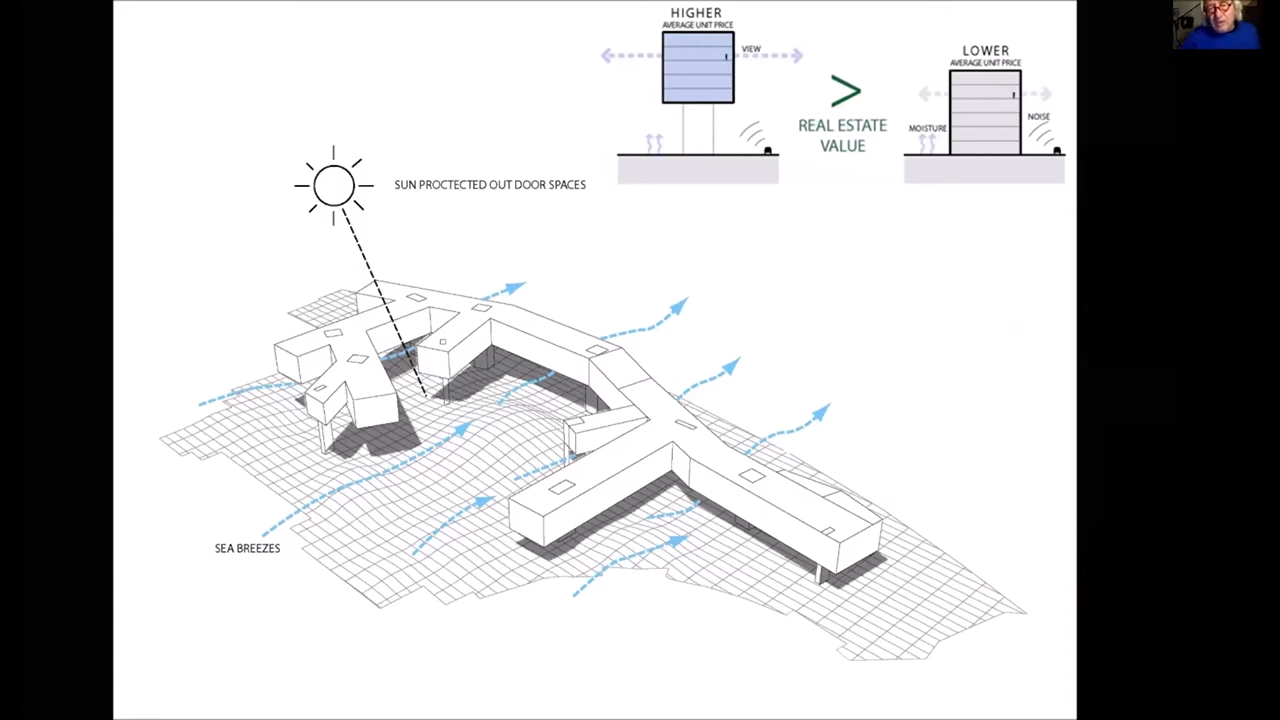 HIGHER
AVERAGE UNIT PRICE
VIEW
LOWER
AVERAGE UNIT PRICE
>
REAL ESTATE
VALUE
MOISTURE
NOISE
SUN PROCTECTED OUT DOOR SPACES
SEA BREEZES